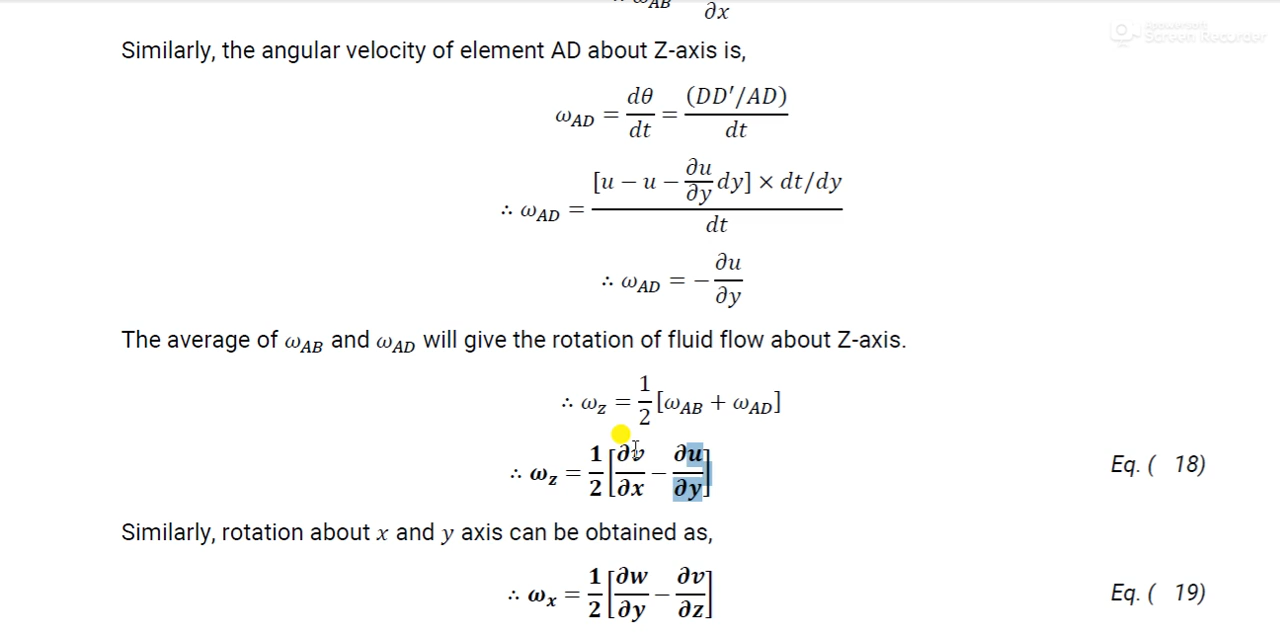 ∂x
Apowersoft
Screen Recorder
Similarly, the angular velocity of element AD about Z-axis is,
ω_AD = dθ/dt = (DD′/AD)/dt
∴ ω_AD = [u − u − ∂u/∂y dy] × dt/dy / dt
∴ ω_AD = − ∂u/∂y
The average of ω_AB and ω_AD will give the rotation of fluid flow about Z-axis.
∴ ω_z = 1/2 [ω_AB + ω_AD]
∴ ω_z = 1/2 [∂v/∂x − ∂u/∂y] Eq. ( 18)
Similarly, rotation about x and y axis can be obtained as,
∴ ω_x = 1/2 [∂w/∂y − ∂v/∂z] Eq. ( 19)